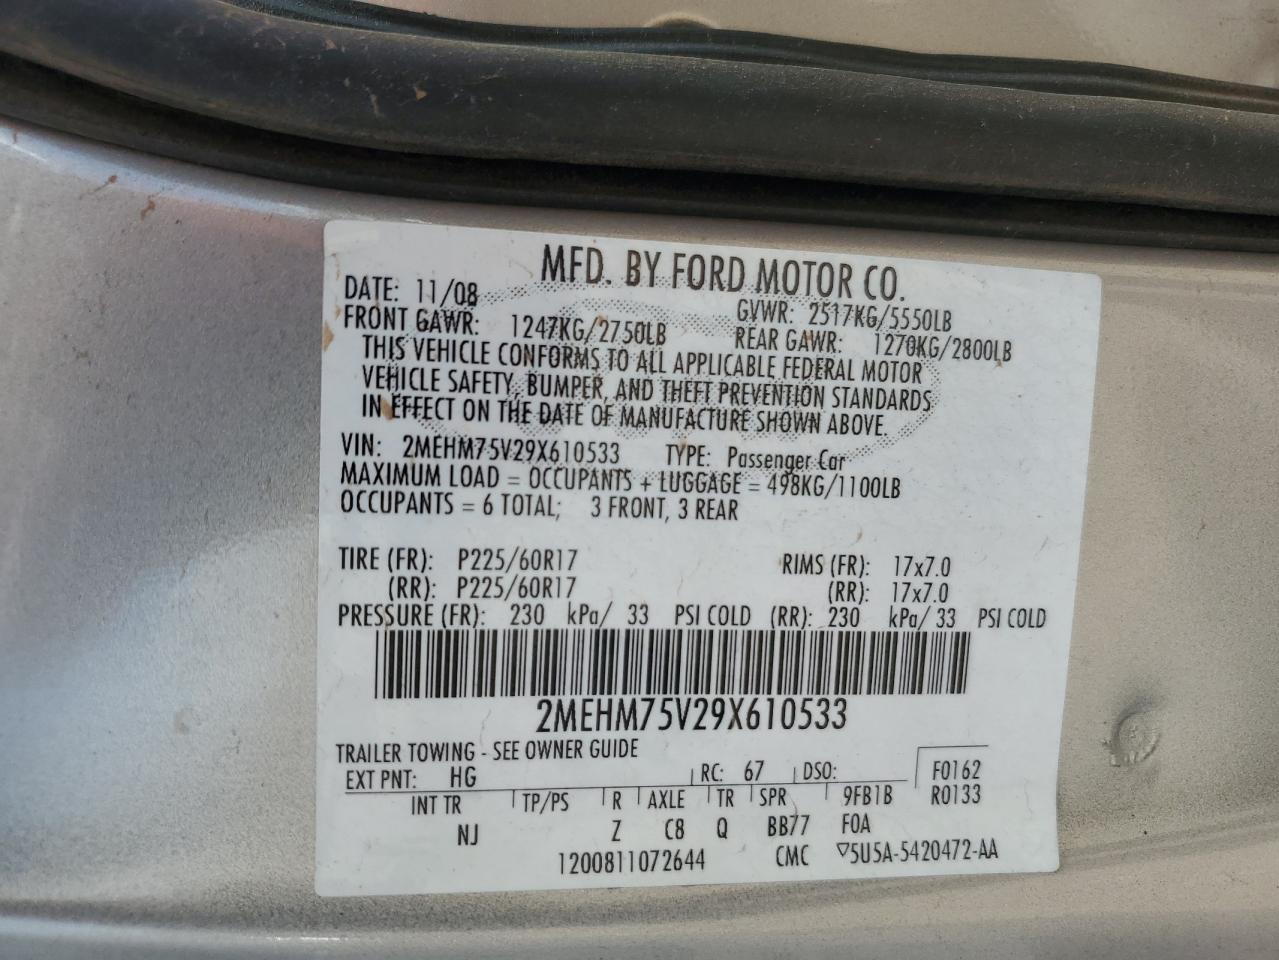 MFD. BY FORD MOTOR CO.
DATE: 11/08 GVWR: 2517KG/5550LB
FRONT GAWR: 1247KG/2750LB REAR GAWR: 1270KG/2800LB
THIS VEHICLE CONFORMS TO ALL APPLICABLE FEDERAL MOTOR
VEHICLE SAFETY, BUMPER, AND THEFT PREVENTION STANDARDS
IN EFFECT ON THE DATE OF MANUFACTURE SHOWN ABOVE.
VIN: 2MEHM75V29X610533 TYPE: Passenger Car
MAXIMUM LOAD = OCCUPANTS + LUGGAGE = 498KG/1100LB
OCCUPANTS = 6 TOTAL; 3 FRONT, 3 REAR
TIRE (FR): P225/60R17 RIMS (FR): 17x7.0
(RR): P225/60R17 (RR): 17x7.0
PRESSURE (FR): 230 kPa/ 33 PSI COLD (RR): 230 kPa/ 33 PSI COLD
2MEHM75V29X610533
TRAILER TOWING - SEE OWNER GUIDE
EXT PNT: HG RC: 67 DSO: F0162
INT TR TP/PS R AXLE TR SPR 9FB1B R0133
NJ Z C8 Q BB77 F0A
1200811072644 CMC ▽5U5A-5420472-AA